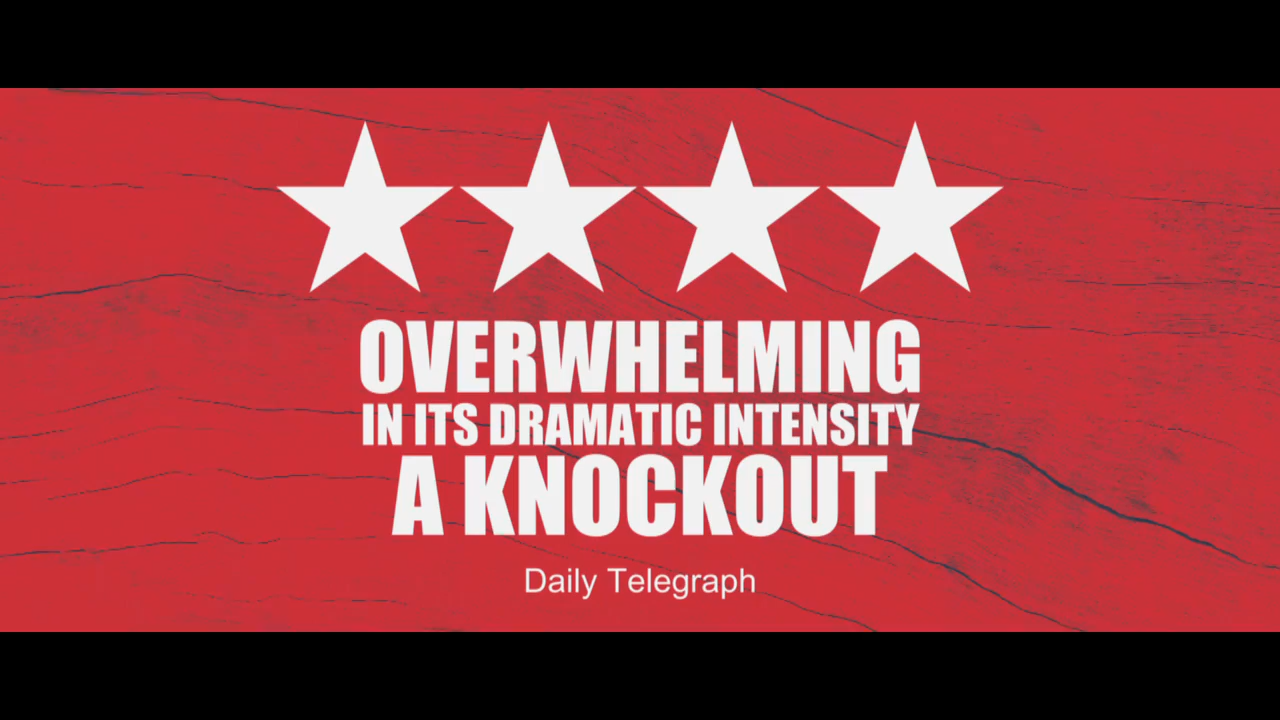 OVERWHELMING
IN ITS DRAMATIC INTENSITY
A KNOCKOUT
Daily Telegraph